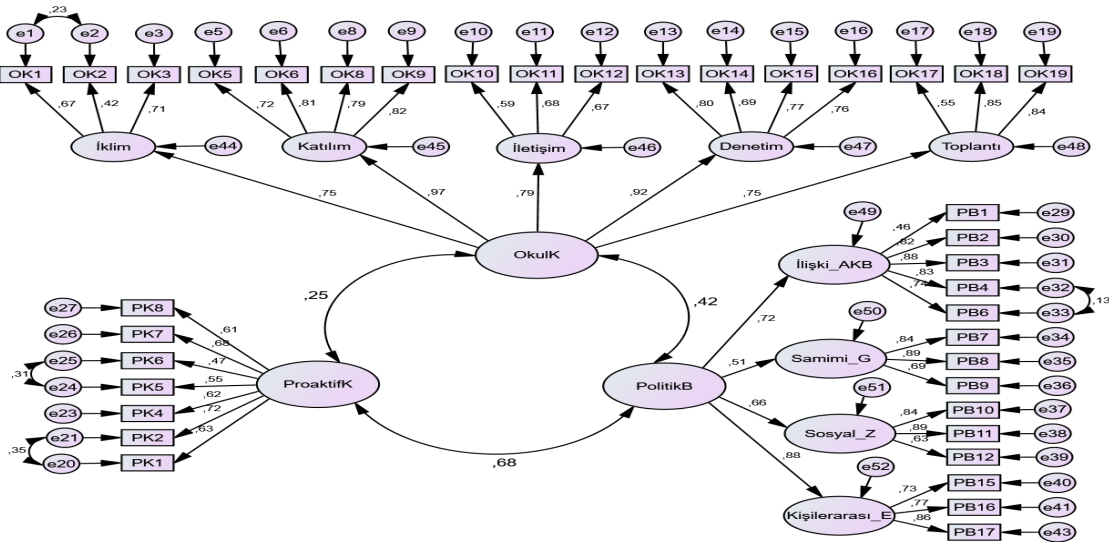 ,23
e1 e2 e3 e5 e6 e8 e9 e10 e11 e12 e13 e14 e15 e16 e17 e18 e19
OK1 OK2 OK3 OK5 OK6 OK8 OK9 OK10 OK11 OK12 OK13 OK14 OK15 OK16 OK17 OK18 OK19
,67 ,42 ,71 ,72 ,81 ,79 ,82 ,59 ,68 ,67 ,80 ,69 ,77 ,76 ,55 ,85 ,84
İklim e44 Katılım e45 İletişim e46 Denetim e47 Toplantı e48
,75 ,97 ,79 ,92 ,75
OkulK
,25 ,42
e49
İlişki_AKB
,46 PB1 e29
,82 PB2 e30
,88 PB3 e31
,83 PB4 e32
,74 PB6 e33
,13
,72
e50
Samimi_G
,84 PB7 e34
,89 PB8 e35
,69 PB9 e36
,51
e51
Sosyal_Z
,84 PB10 e37
,89 PB11 e38
,63 PB12 e39
,66
e52
Kişilerarası_E
,73 PB15 e40
,77 PB16 e41
,86 PB17 e43
,88
PolitikB
e27 PK8 ,61
e26 PK7 ,68
e25 PK6 ,47
,31
e24 PK5 ,55
e23 PK4 ,62
e21 PK2 ,72
,35
e20 PK1 ,63
ProaktifK
,68